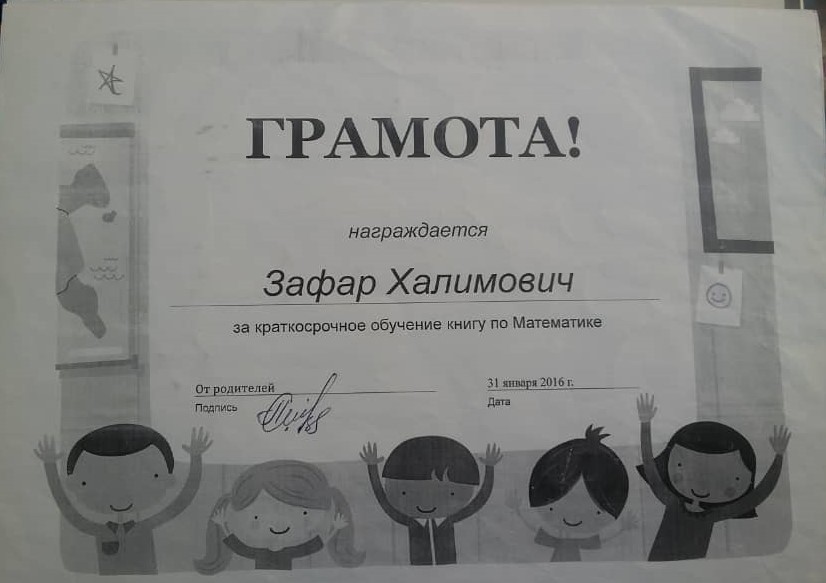 ГРАМОТА!
награждается
Зафар Халимович
за краткосрочное обучение книгу по Математике
От родителей
31 января 2016 г.
Подпись
Дата